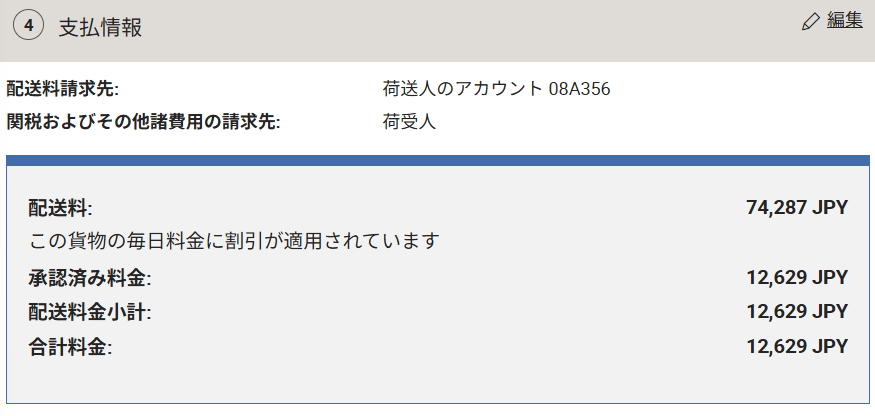 4 支払情報 編集
配送料請求先: 荷送人のアカウント 08A356
関税およびその他諸費用の請求先: 荷受人
配送料: 74,287 JPY
この貨物の毎日料金に割引が適用されています
承認済み料金: 12,629 JPY
配送料金小計: 12,629 JPY
合計料金: 12,629 JPY